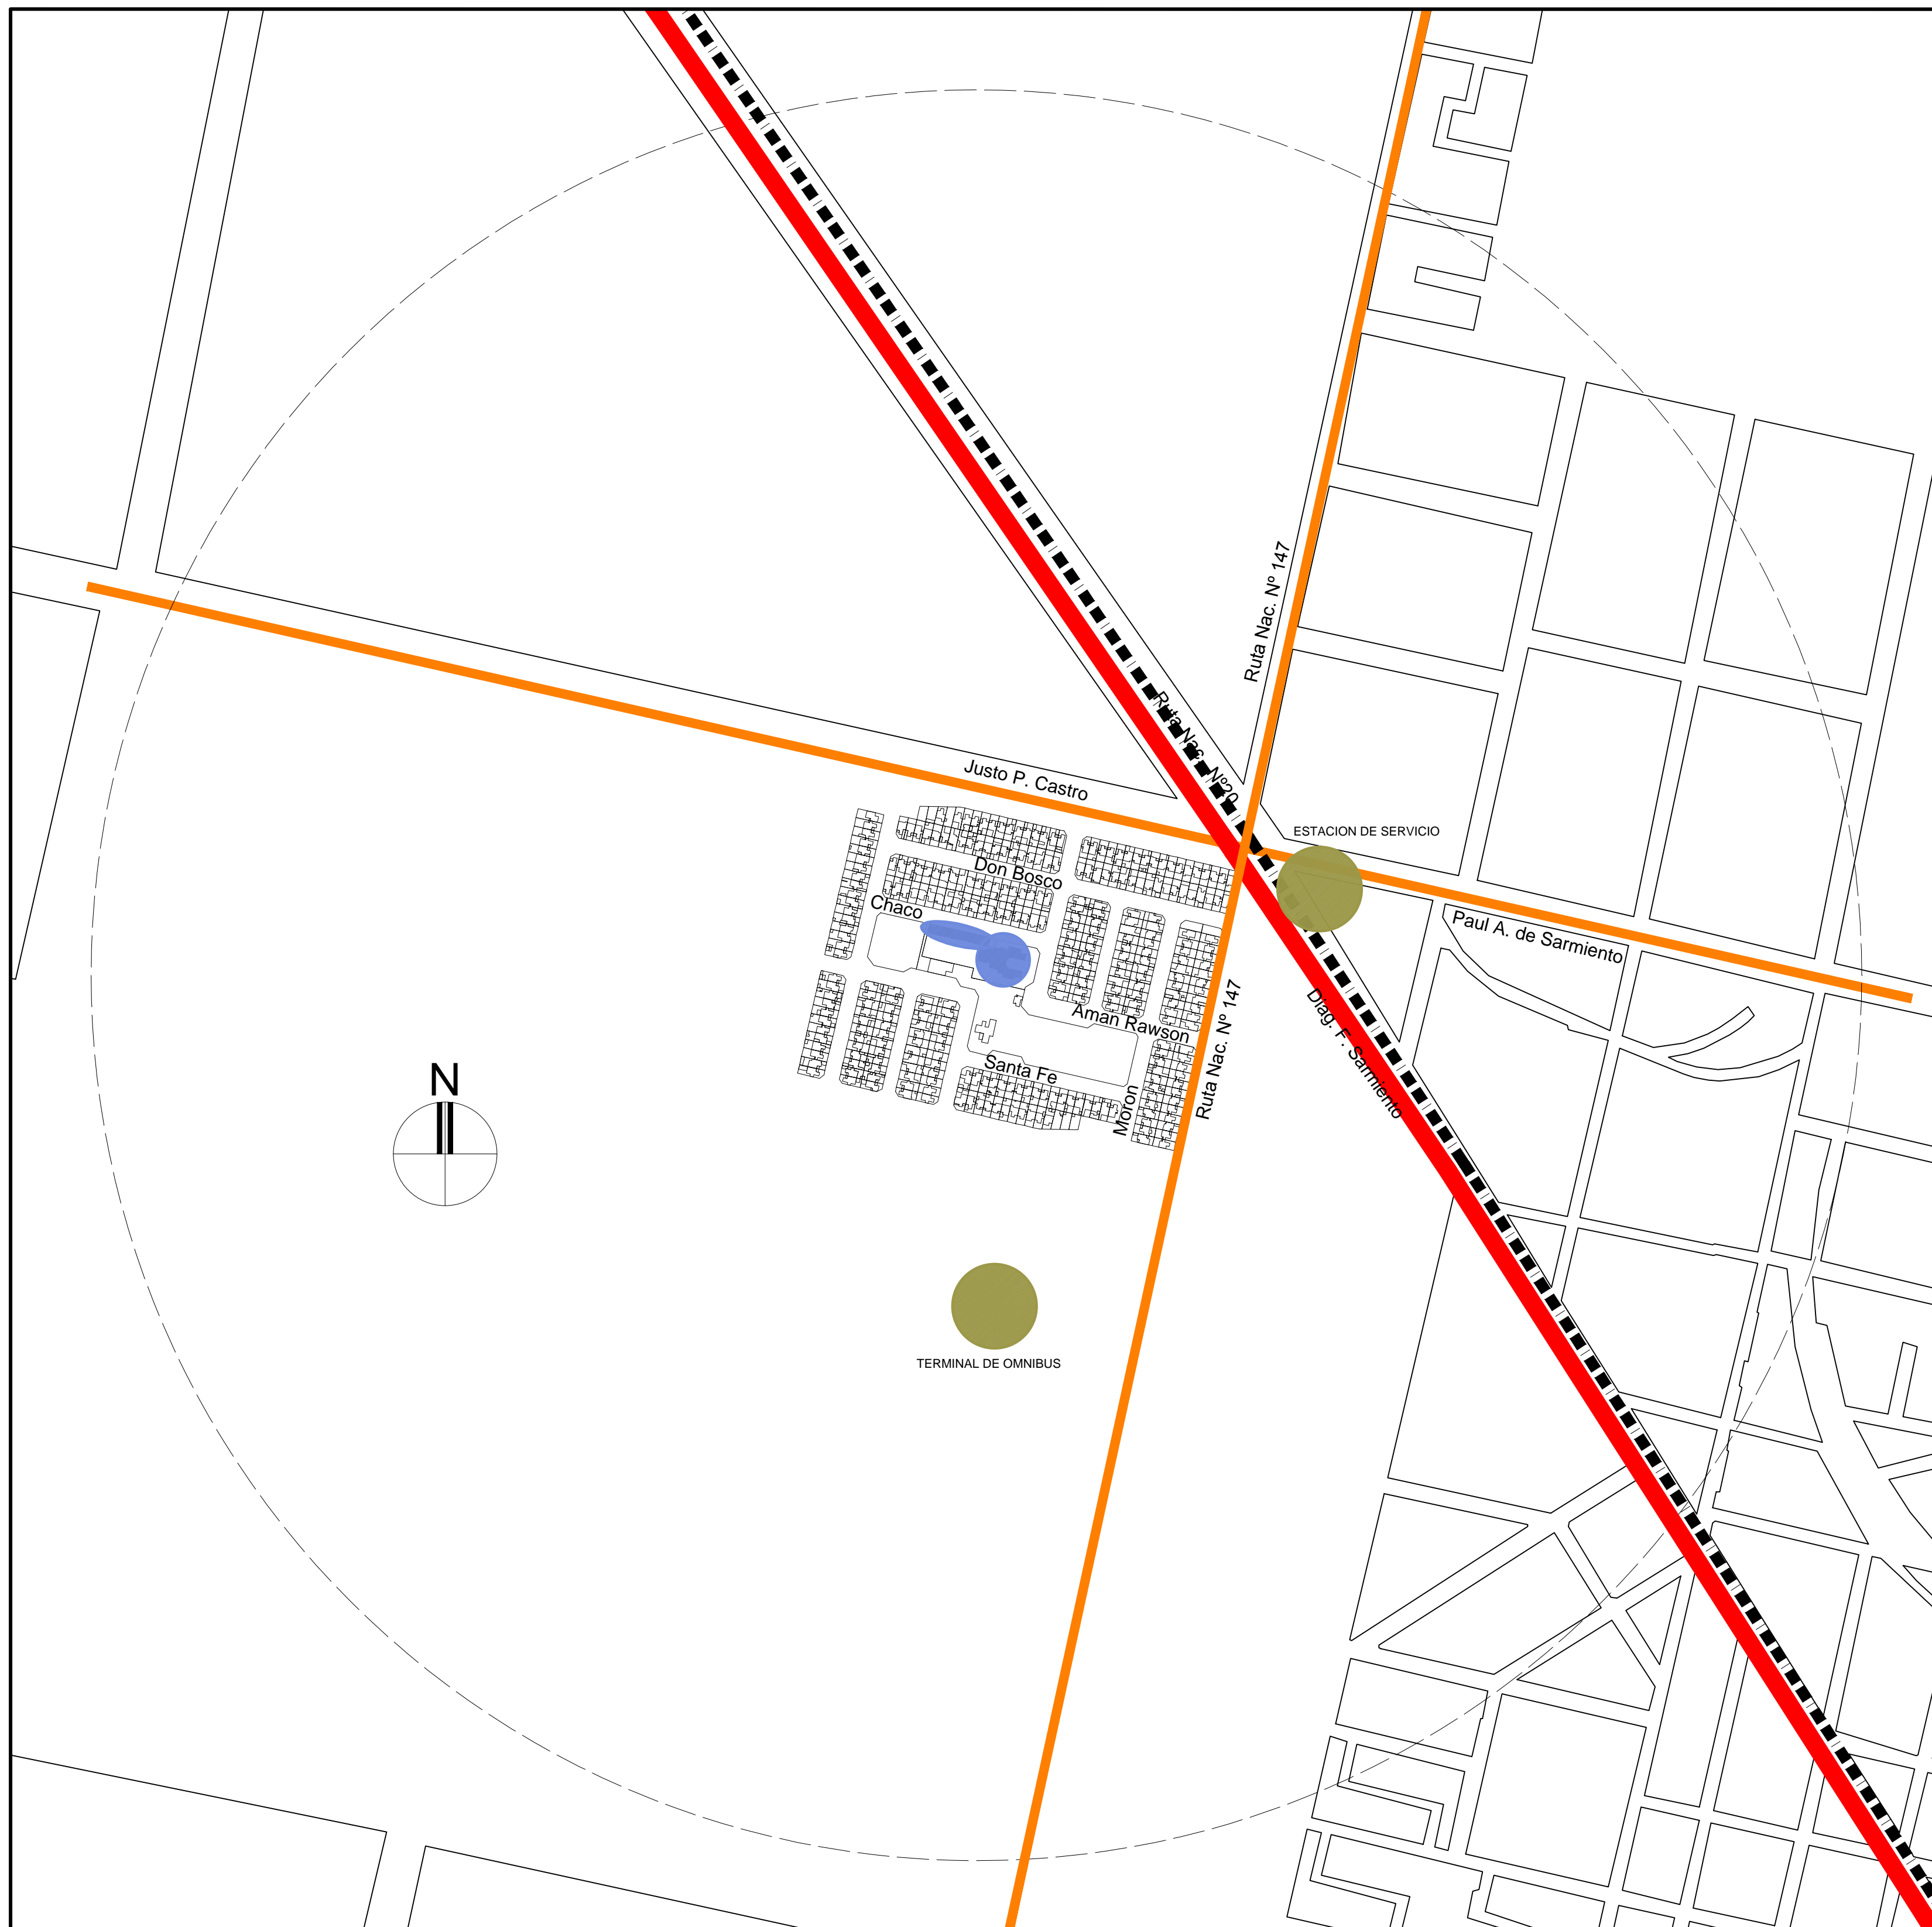 Ruta Nac. Nº 147
Ruta Nac. Nº20
Justo P. Castro
ESTACION DE SERVICIO
Don Bosco
Chaco
Paul A. de Sarmiento
Aman Rawson
Ruta Nac. Nº 147
Diag. F. Sarmiento
Santa Fe
Moron
N
TERMINAL DE OMNIBUS